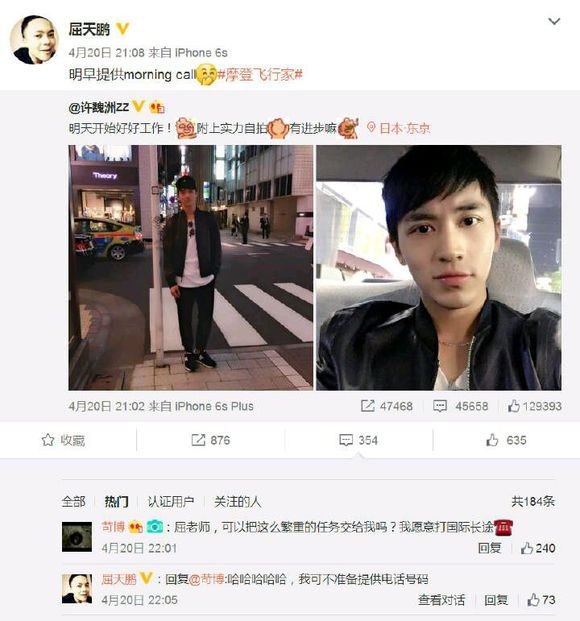 屈天鹏
4月20日 21:08 来自 iPhone 6s
明早提供morning call#摩登飞行家#
@许魏洲ZZ
明天开始好好工作！附上实力自拍有进步嘛 日本·东京
Theory
4月20日 21:02 来自 iPhone 6s Plus 47468 45658 129393
收藏 876 354 635
全部 热门 认证用户 关注的人 共184条
苛博：屈老师，可以把这么繁重的任务交给我吗？我愿意打国际长途
4月20日 22:01 回复 240
屈天鹏：回复@苛博:哈哈哈哈哈，我可不准备提供电话号码
4月20日 22:05 查看对话 回复 73